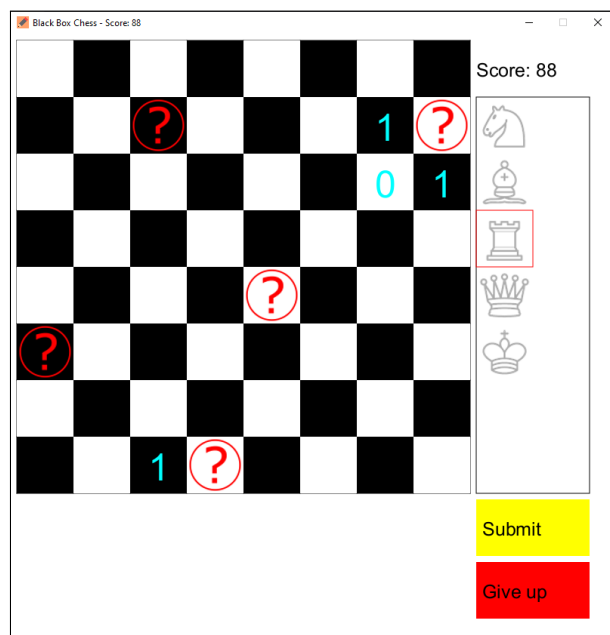 Black Box Chess - Score: 88
Score: 88
? 1 ?
0 1
?
?
1 ?
Submit
Give up